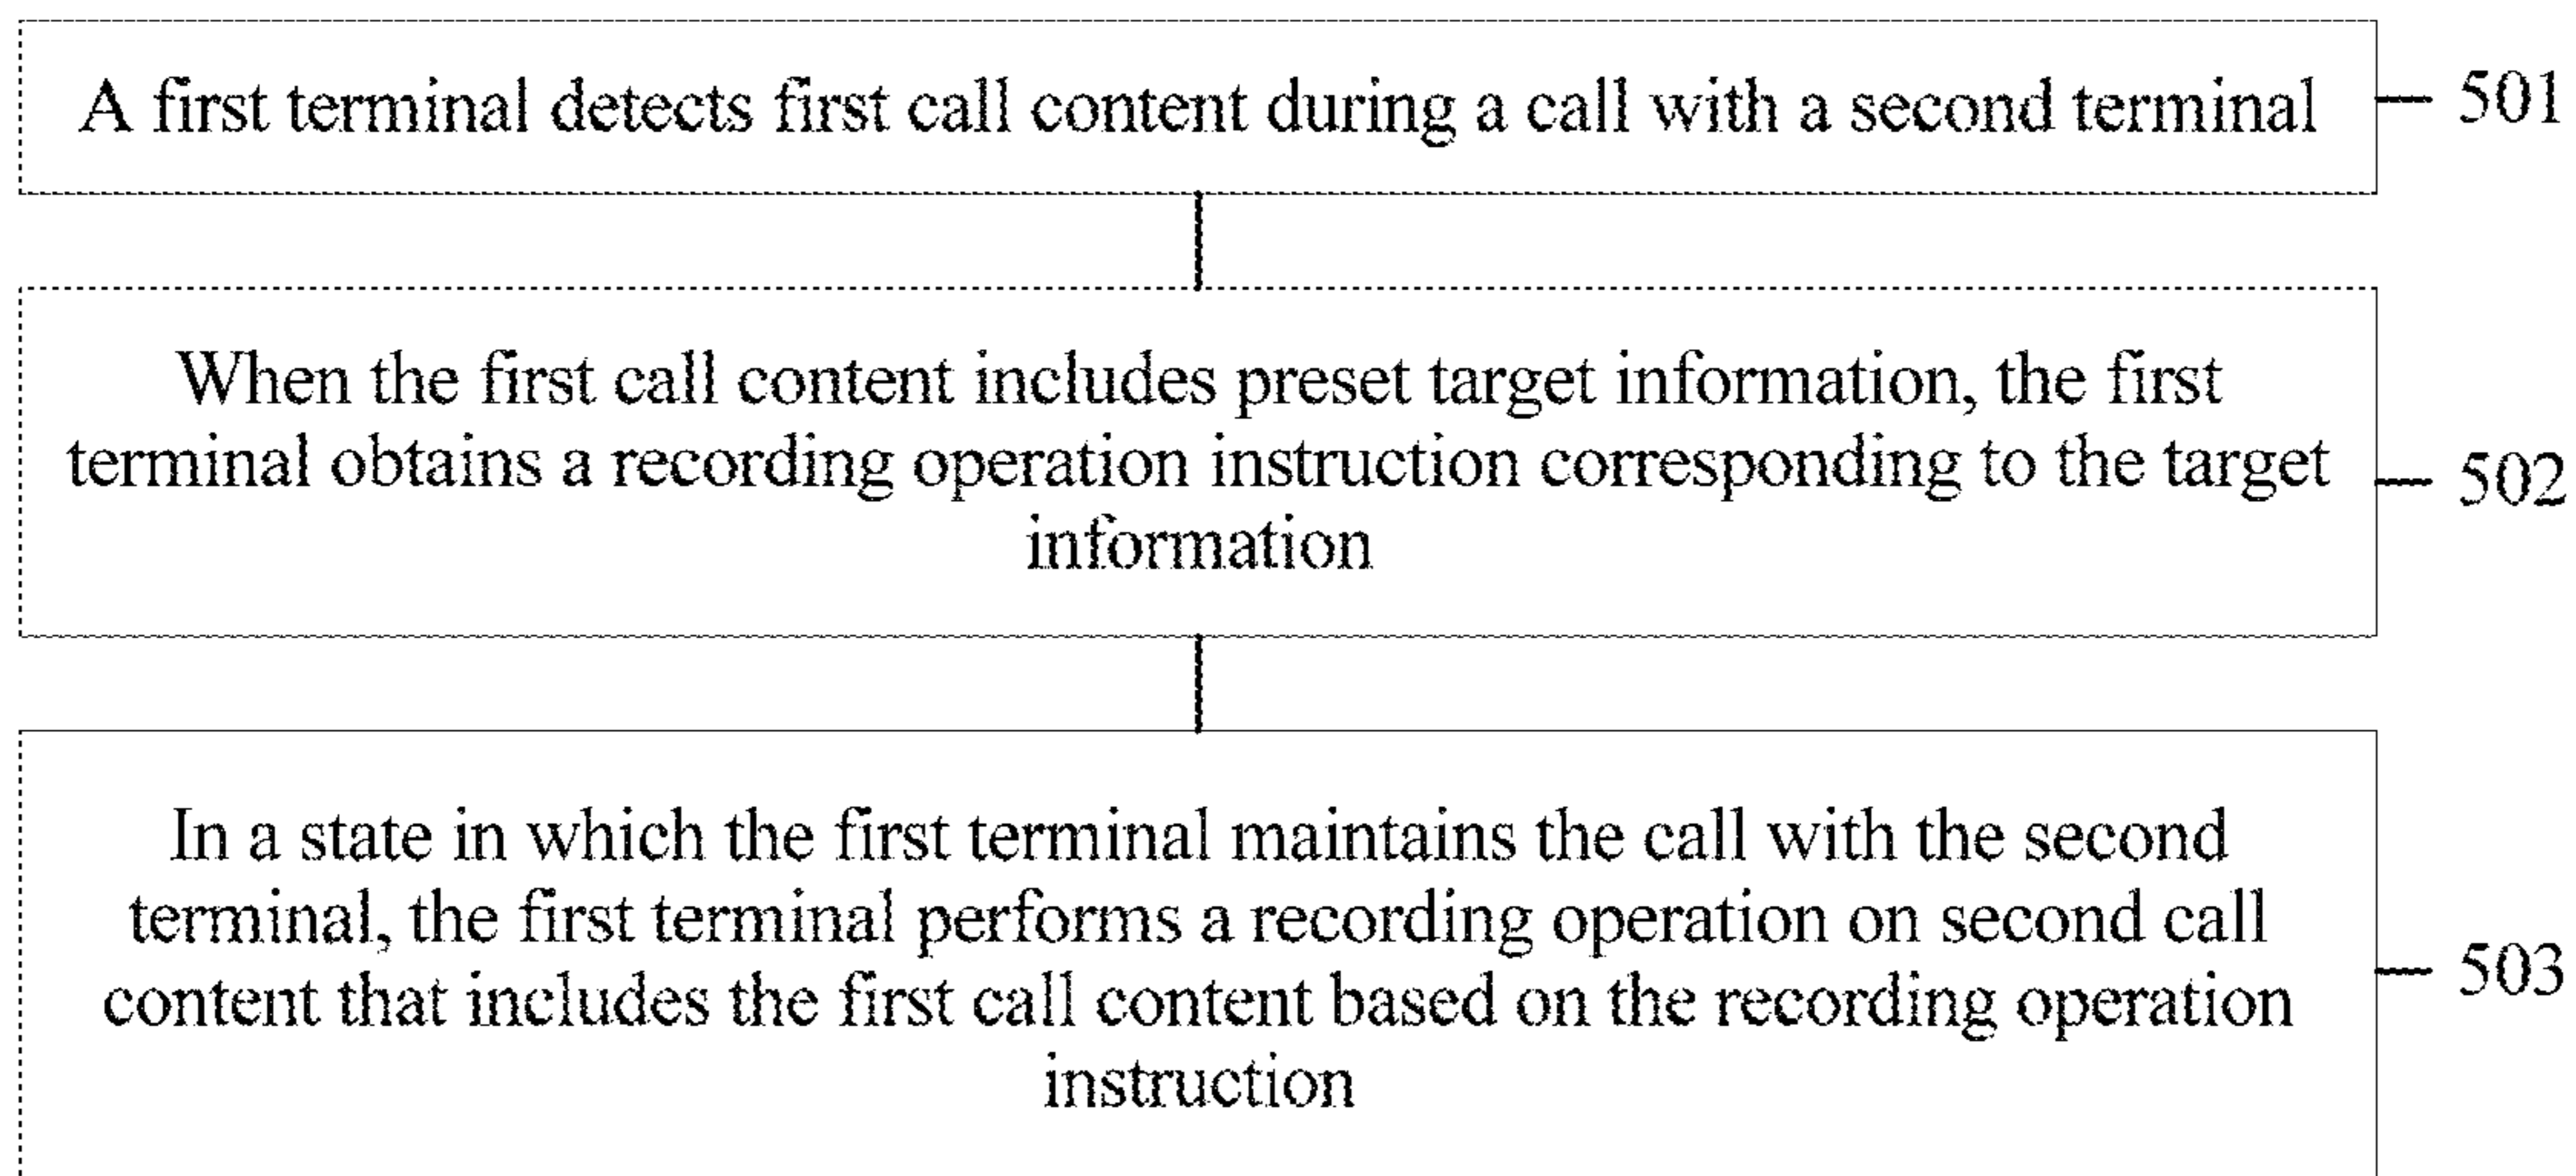 A first terminal detects first call content during a call with a second terminal
501
When the first call content includes preset target information, the first
terminal obtains a recording operation instruction corresponding to the target
information
502
In a state in which the first terminal maintains the call with the second
terminal, the first terminal performs a recording operation on second call
content that includes the first call content based on the recording operation
instruction
503